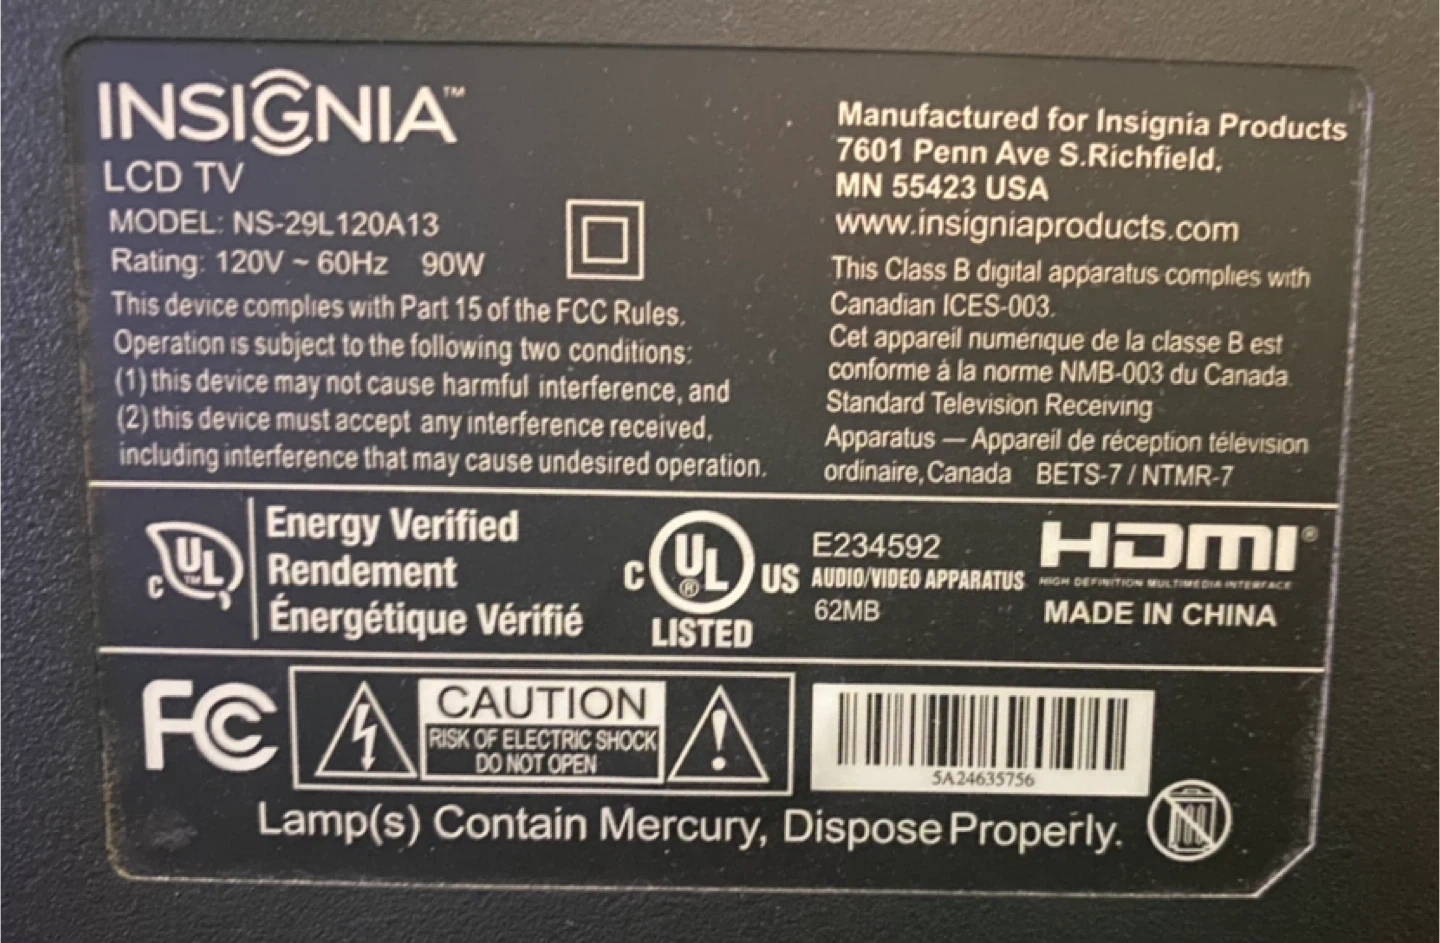 INSIGNIA™
LCD TV
MODEL: NS-29L120A13
Rating: 120V ~ 60Hz 90W
This device complies with Part 15 of the FCC Rules.
Operation is subject to the following two conditions:
(1) this device may not cause harmful interference, and
(2) this device must accept any interference received,
including interference that may cause undesired operation.
Manufactured for Insignia Products
7601 Penn Ave S.Richfield,
MN 55423 USA
www.insigniaproducts.com
This Class B digital apparatus complies with
Canadian ICES-003.
Cet appareil numérique de la classe B est
conforme à la norme NMB-003 du Canada.
Standard Television Receiving
Apparatus — Appareil de réception télévision
ordinaire, Canada BETS-7 / NTMR-7
C UL™
Energy Verified
Rendement
Énergétique Vérifié
C UL® US
LISTED
E234592
AUDIO/VIDEO APPARATUS
62MB
HDMI®
HIGH DEFINITION MULTIMEDIA INTERFACE
MADE IN CHINA
FC
CAUTION
RISK OF ELECTRIC SHOCK
DO NOT OPEN
5A24635756
Lamp(s) Contain Mercury, Dispose Properly.